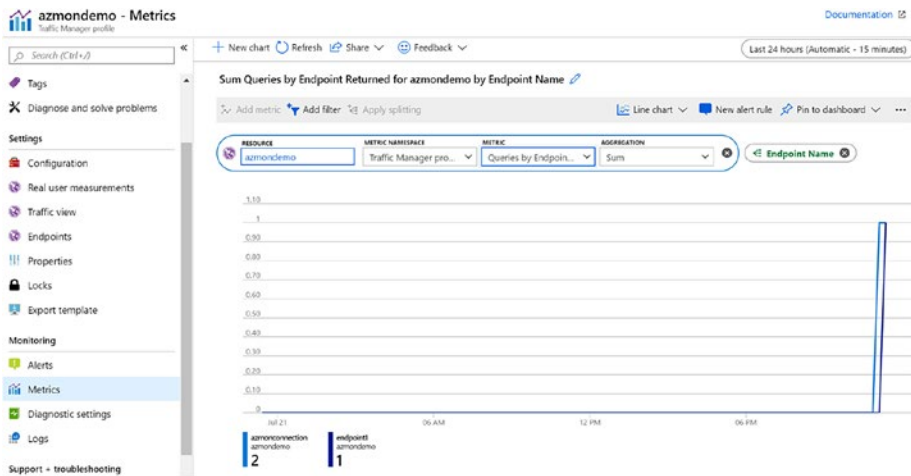 azmondemo - Metrics
Traffic Manager profile
Documentation
Search (Ctrl+/)
«
New chart Refresh Share Feedback
Last 24 hours (Automatic - 15 minutes)
Tags
Diagnose and solve problems
Settings
Configuration
Real user measurements
Traffic view
Endpoints
Properties
Locks
Export template
Monitoring
Alerts
Metrics
Diagnostic settings
Logs
Support + troubleshooting
Sum Queries by Endpoint Returned for azmondemo by Endpoint Name
Add metric Add filter Apply splitting
Line chart New alert rule Pin to dashboard ...
RESOURCE METRIC NAMESPACE METRIC AGGREGATION
azmondemo Traffic Manager pro... Queries by Endpoin... Sum
Endpoint Name
1.10
1
0.90
0.80
0.70
0.60
0.50
0.40
0.30
0.20
0.10
0
Jul 21 06 AM 12 PM 06 PM
azmonconnection endpoint1
azmondemo azmondemo
2 1